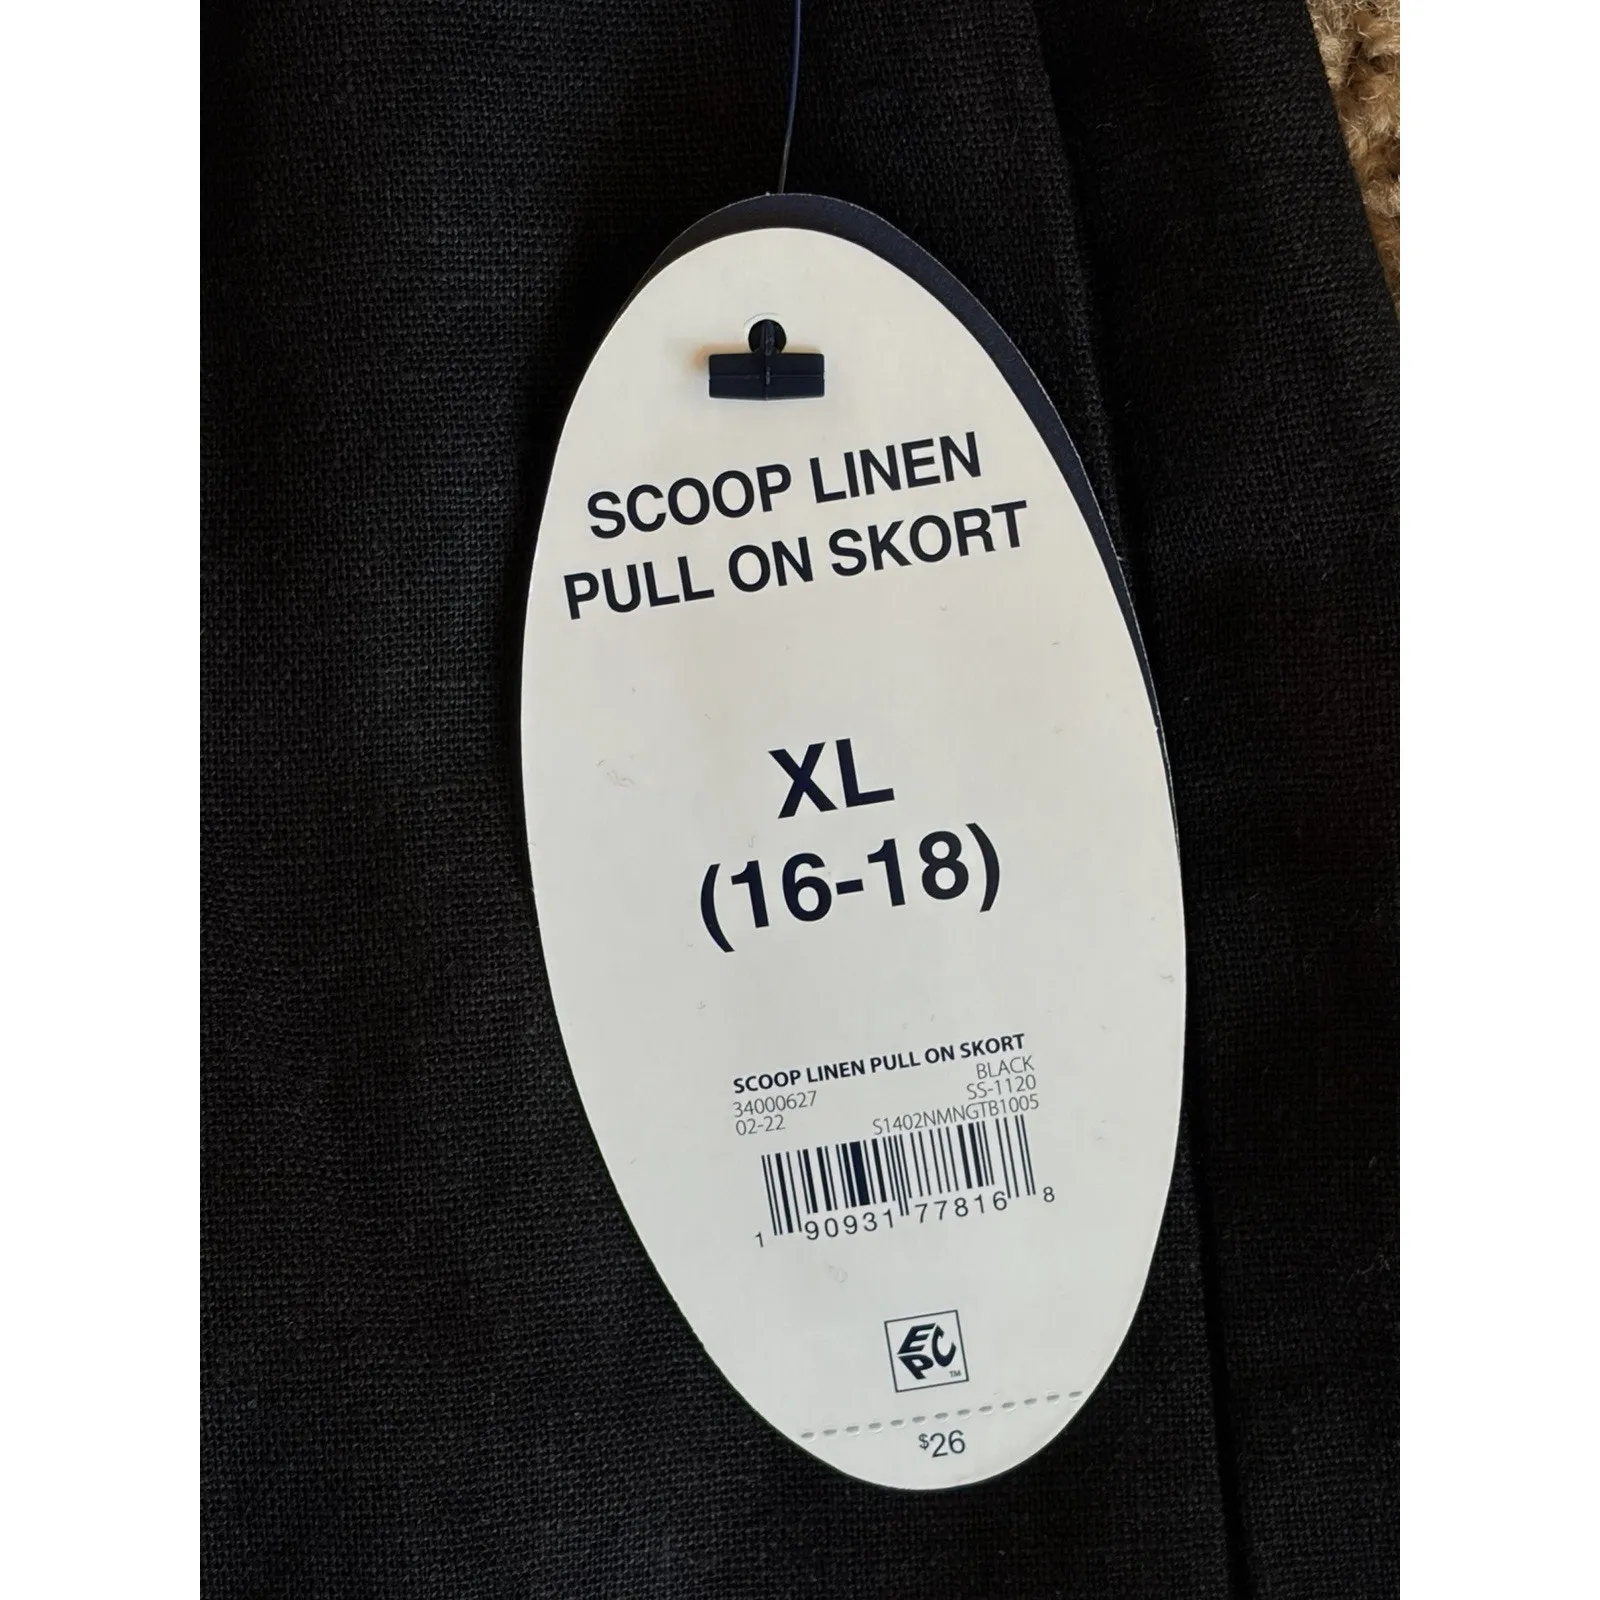 SCOOP LINEN
PULL ON SKORT
XL
(16-18)
SCOOP LINEN PULL ON SKORT
34000627 BLACK
02-22 SS-1120
S1402NMNGTB1005
1 90931 77816 8
EPC™
$26